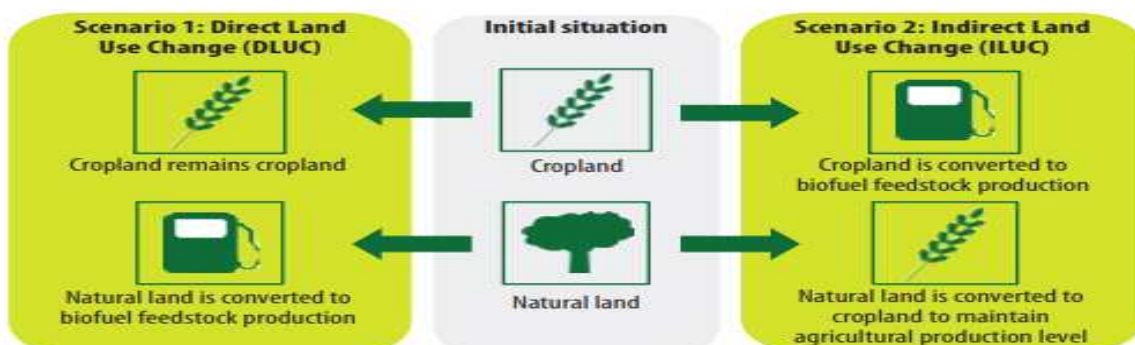 Scenario 1: Direct Land
Use Change (DLUC)
Cropland remains cropland
Natural land is converted to
biofuel feedstock production
Initial situation
Cropland
Natural land
Scenario 2: Indirect Land
Use Change (ILUC)
Cropland is converted to
biofuel feedstock production
Natural land is converted to
cropland to maintain
agricultural production level